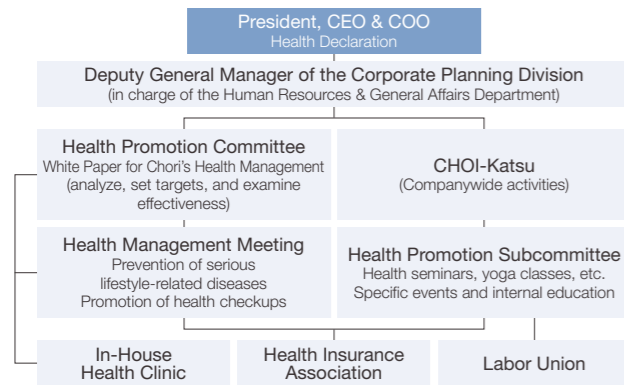 President, CEO & COO
Health Declaration
Deputy General Manager of the Corporate Planning Division
(in charge of the Human Resources & General Affairs Department)
Health Promotion Committee
White Paper for Chori's Health Management
(analyze, set targets, and examine
effectiveness)
CHOI-Katsu
(Companywide activities)
Health Management Meeting
Prevention of serious
lifestyle-related diseases
Promotion of health checkups
Health Promotion Subcommittee
Health seminars, yoga classes, etc.
Specific events and internal education
In-House
Health Clinic
Health Insurance
Association
Labor Union